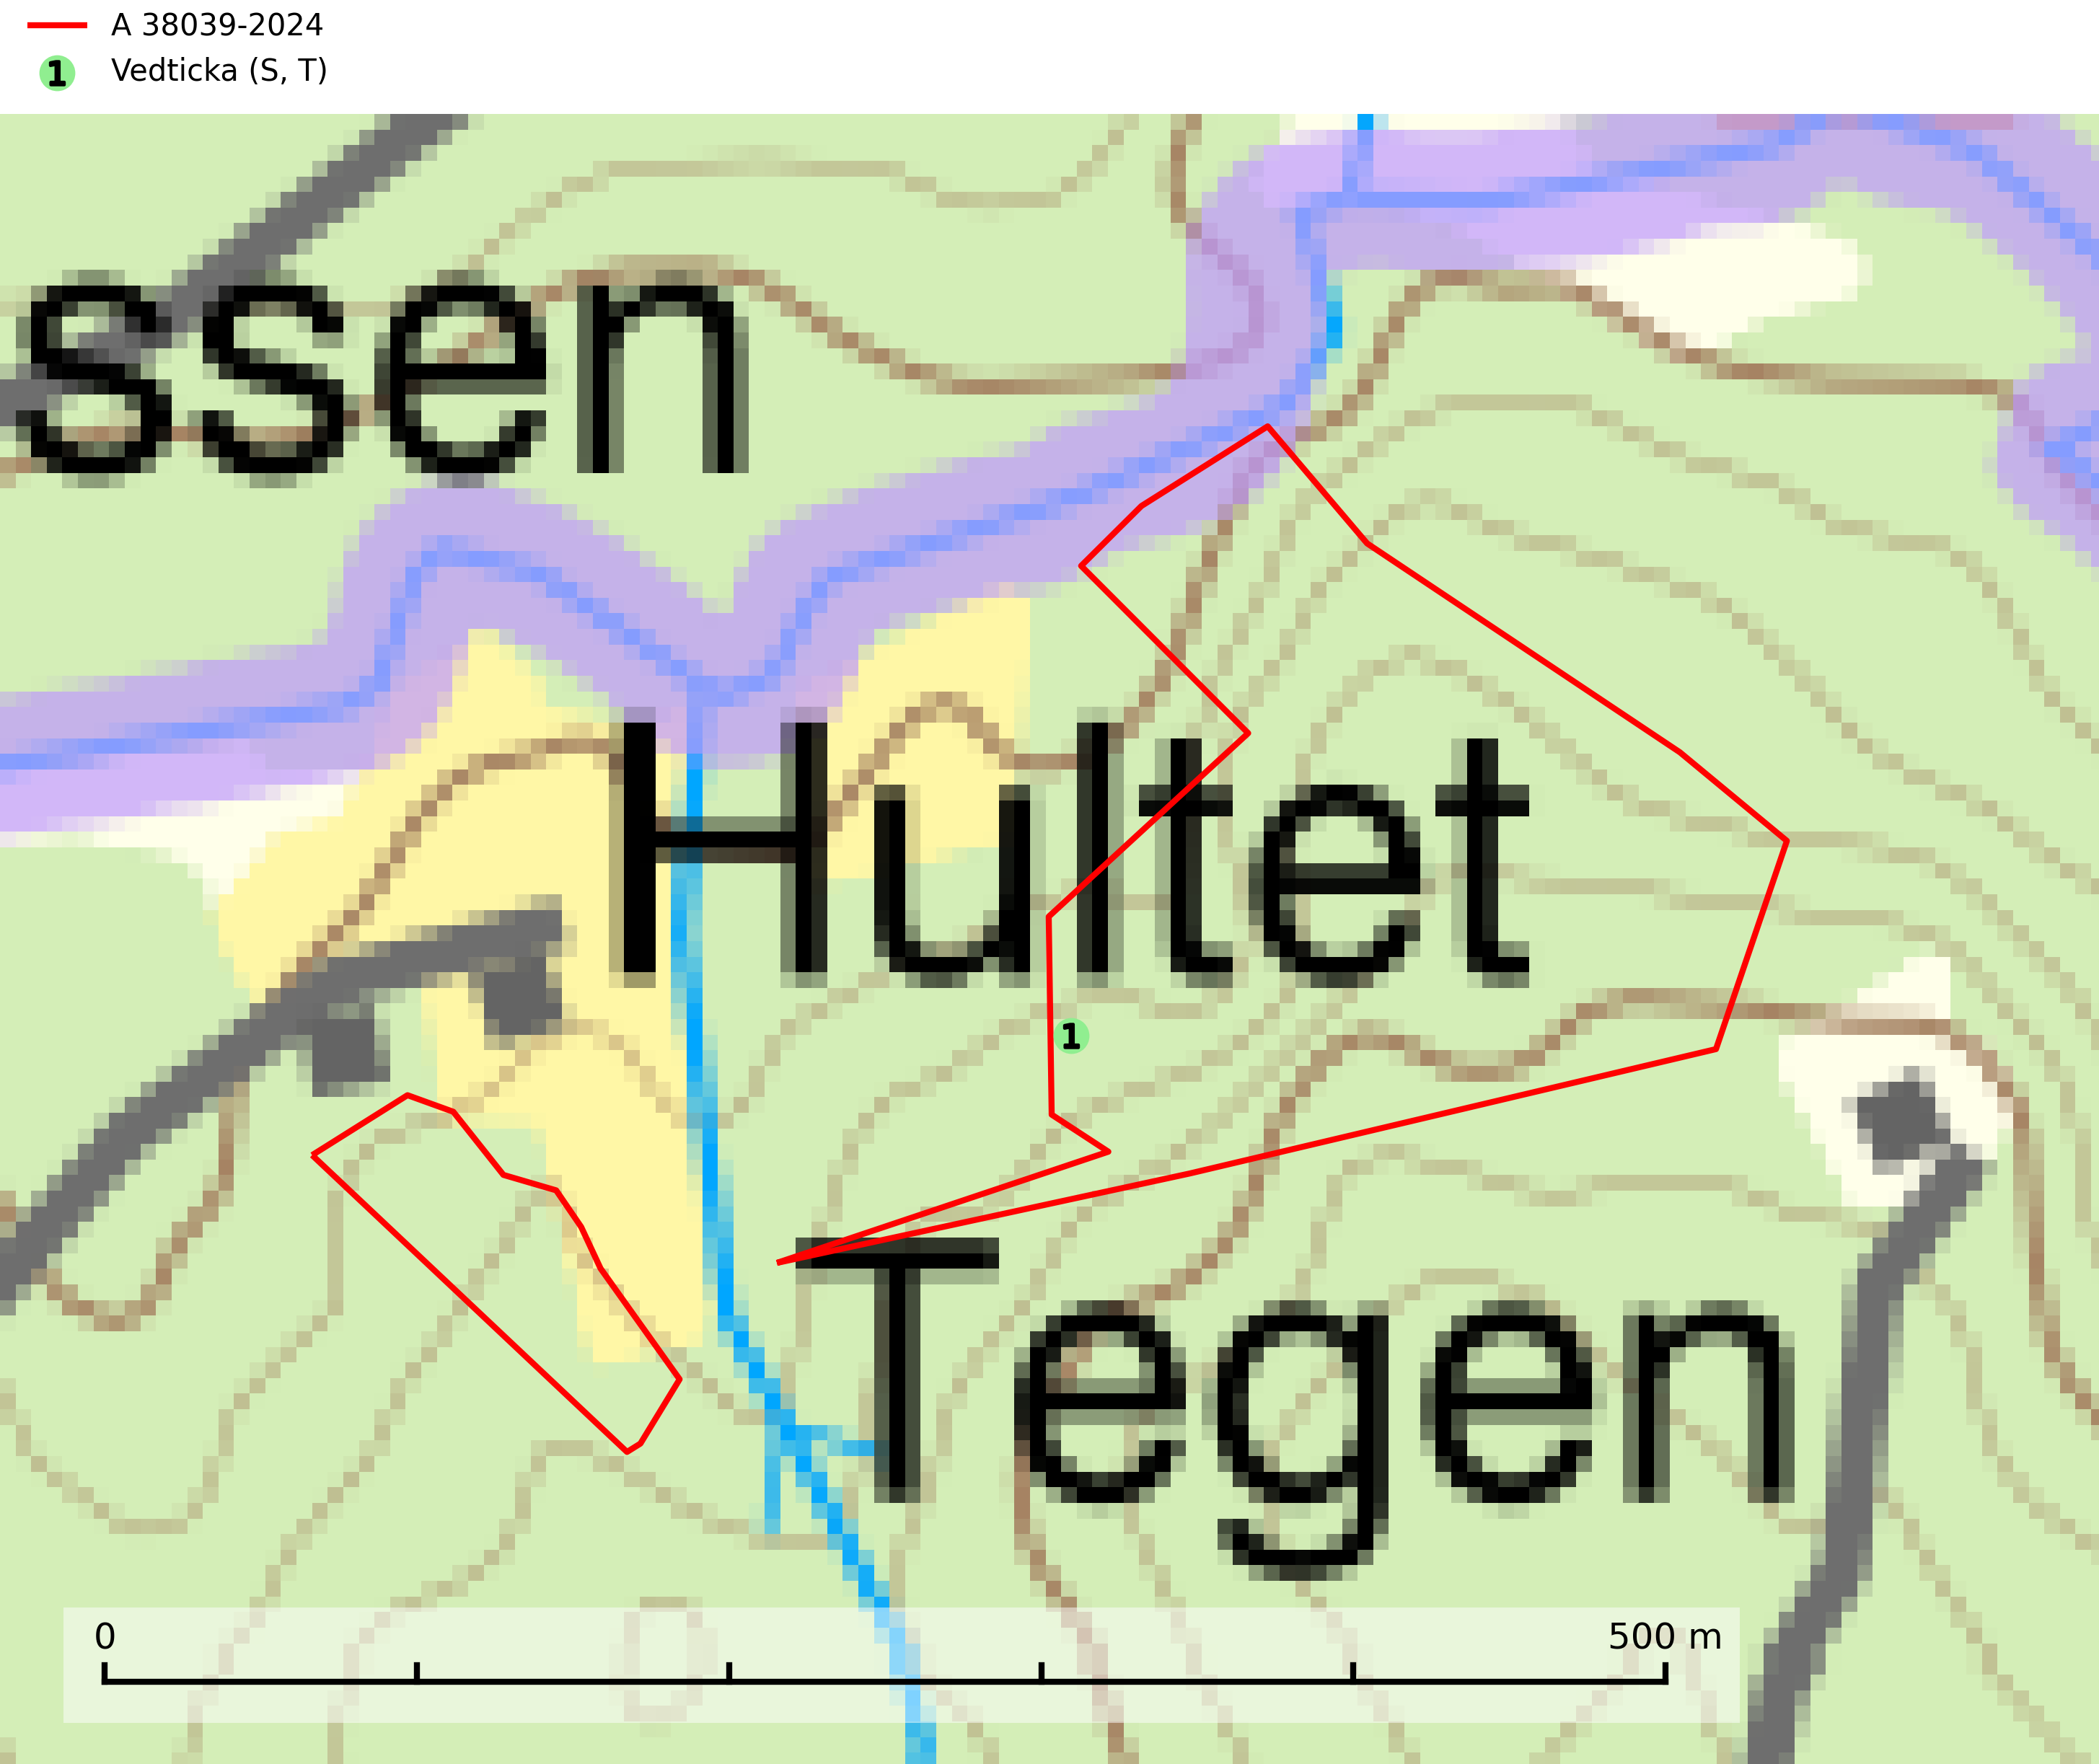 A 38039-2024
1 Vedticka (S, T)
ssen
Hultet
1
Tegen
0 500 m